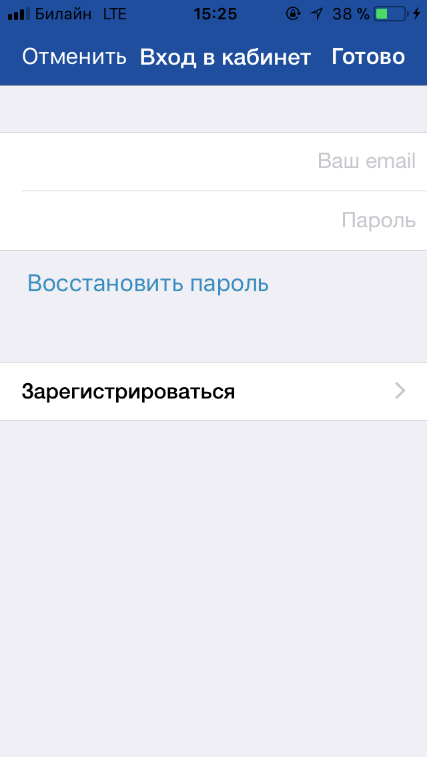 Билайн LTE 15:25 38 %
Отменить Вход в кабинет Готово
Ваш email
Пароль
Восстановить пароль
Зарегистрироваться